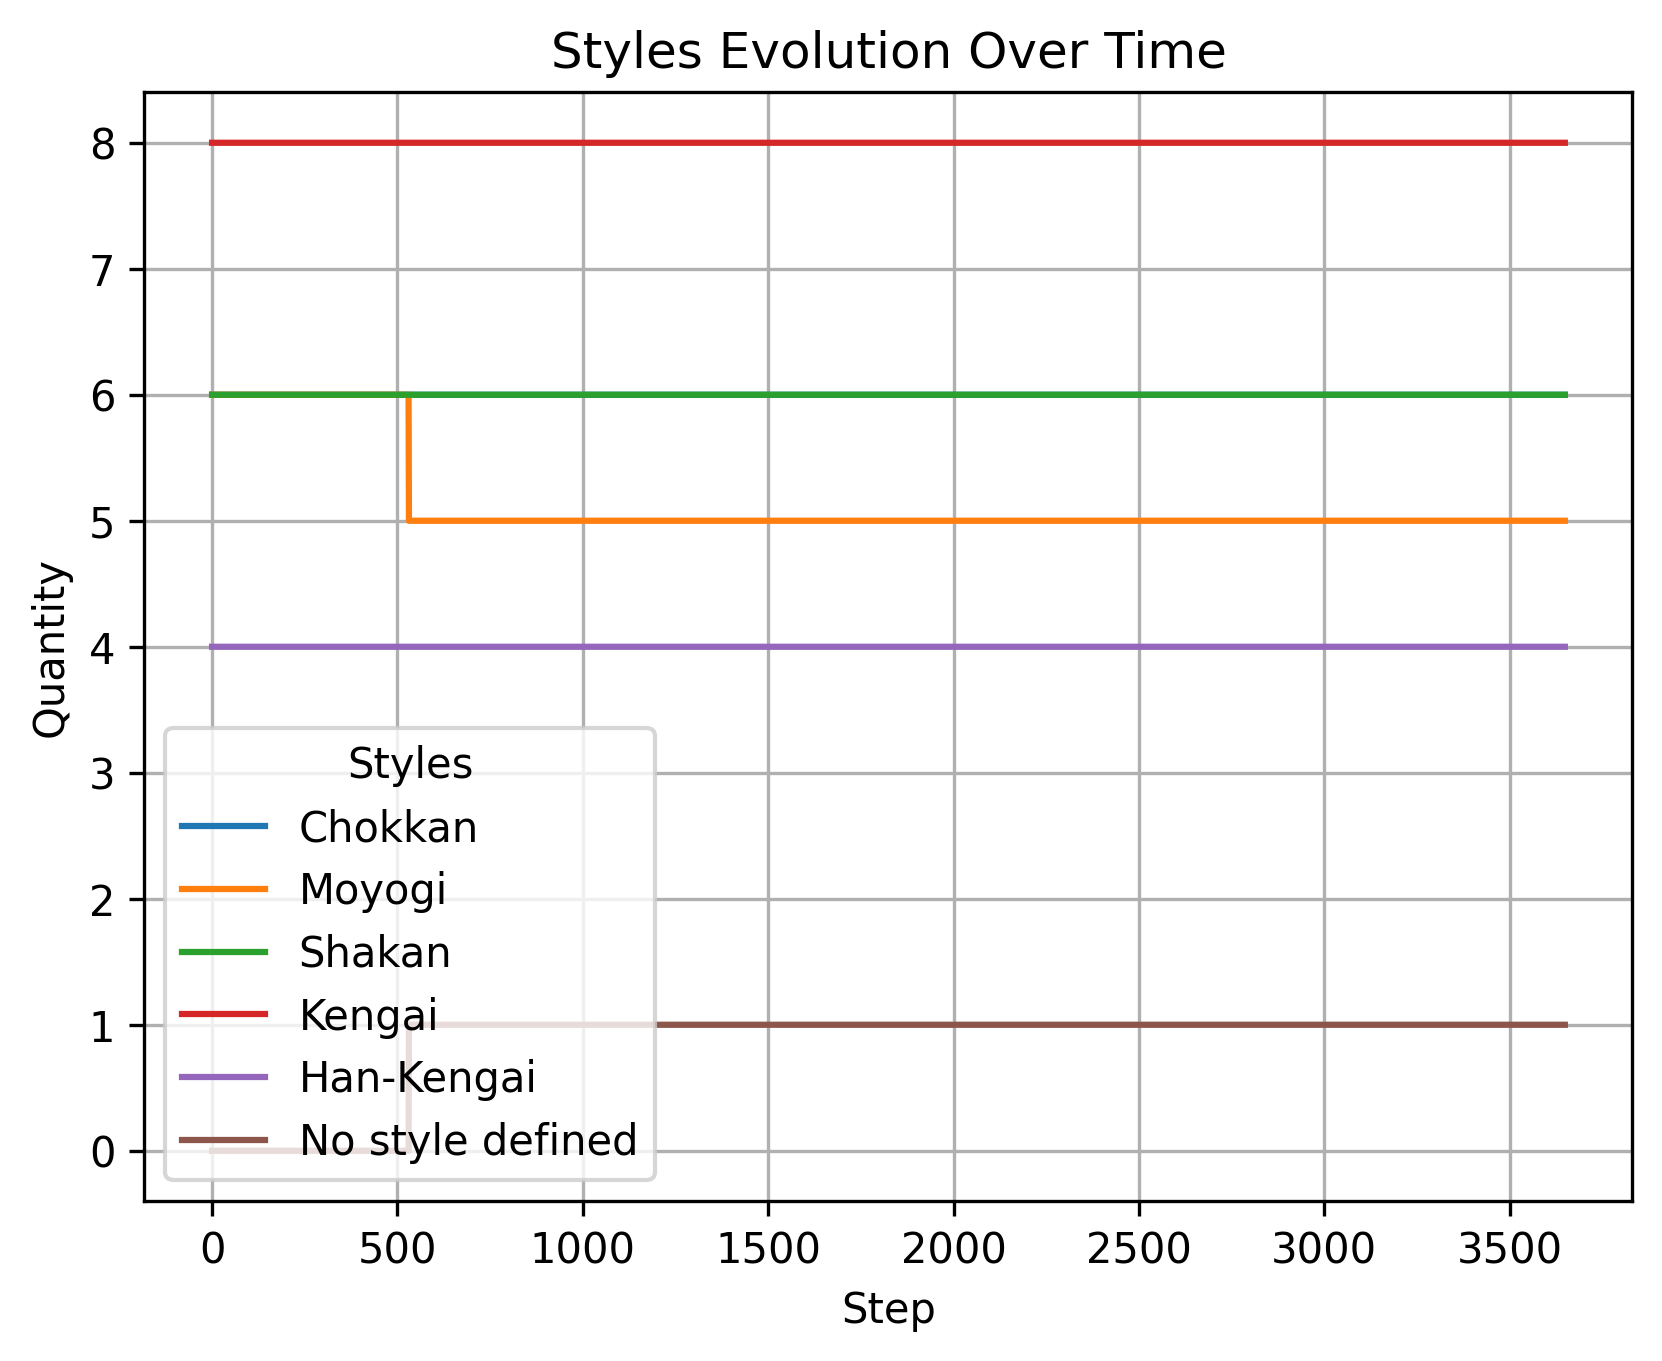 Styles Evolution Over Time
8
7
6
5
4
3
2
1
0
Quantity
Styles
Chokkan
Moyogi
Shakan
Kengai
Han-Kengai
No style defined
0 500 1000 1500 2000 2500 3000 3500
Step